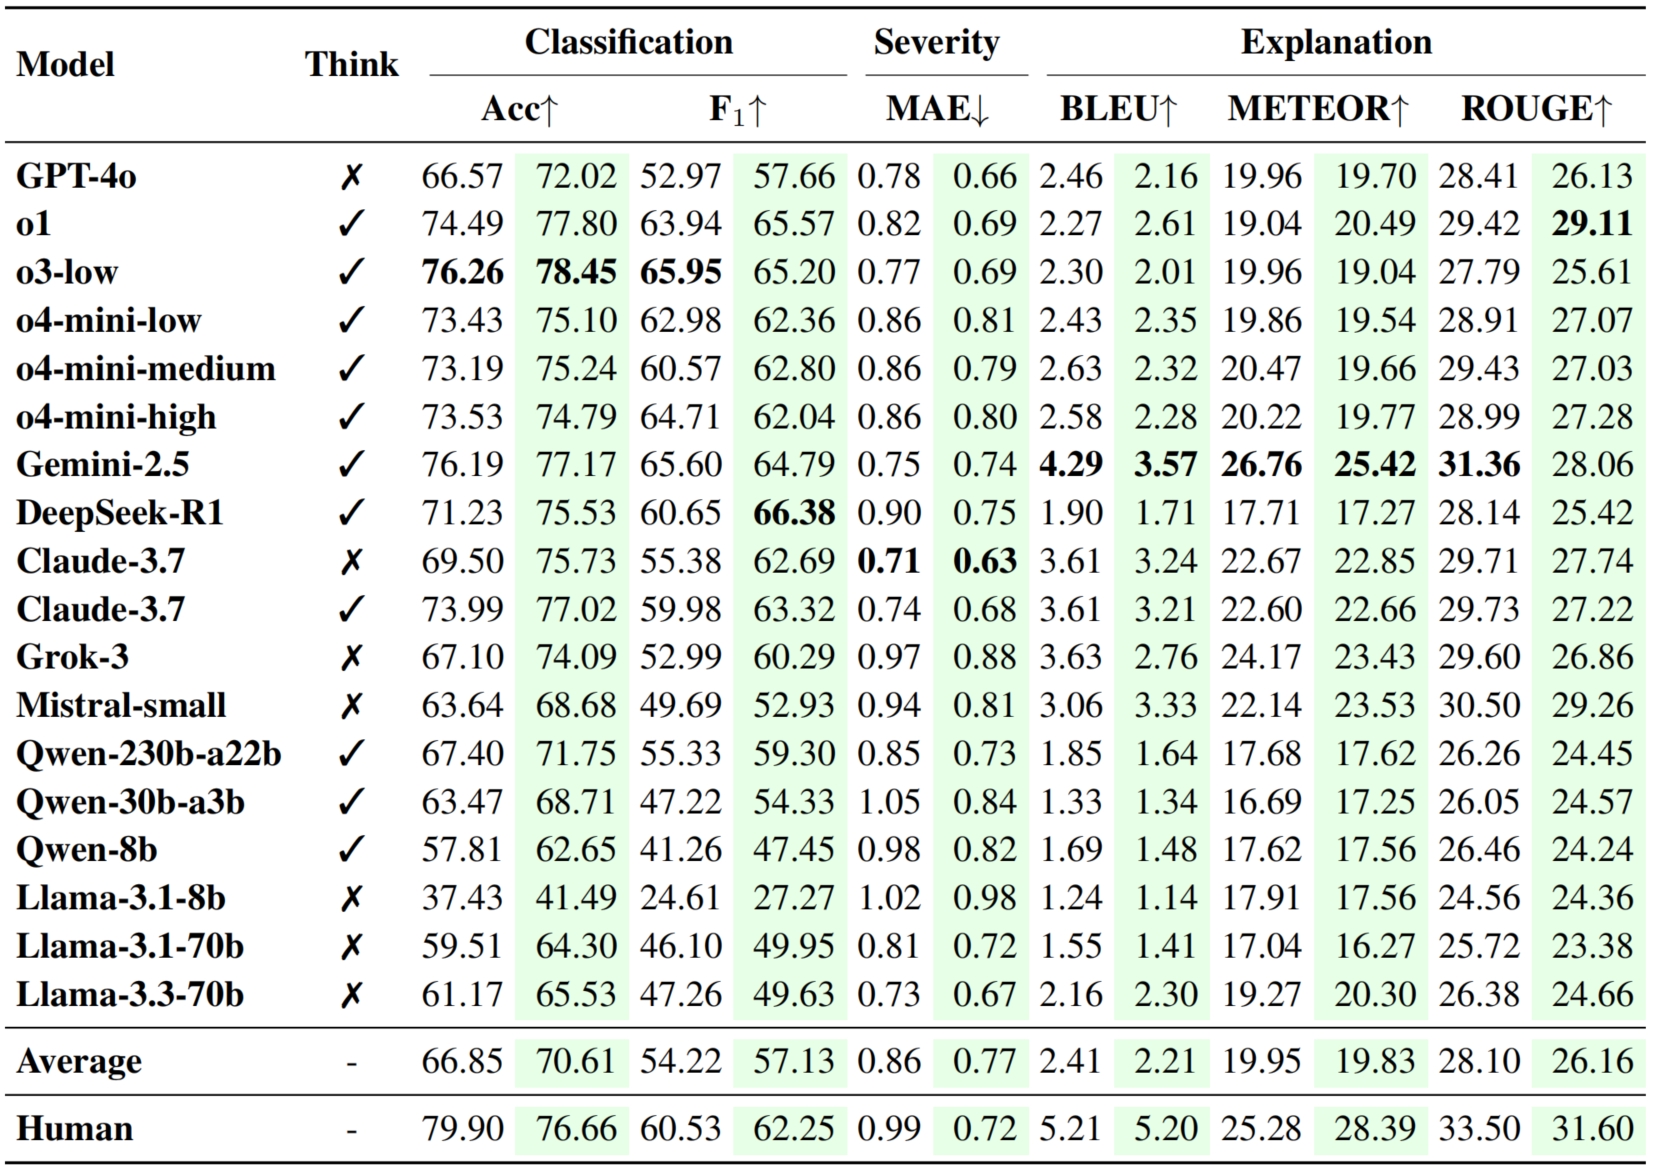 Model Think Classification Severity Explanation
Acc↑ F1↑ MAE↓ BLEU↑ METEOR↑ ROUGE↑
GPT-4o ✗ 66.57 72.02 52.97 57.66 0.78 0.66 2.46 2.16 19.96 19.70 28.41 26.13
o1 ✓ 74.49 77.80 63.94 65.57 0.82 0.69 2.27 2.61 19.04 20.49 29.42 29.11
o3-low ✓ 76.26 78.45 65.95 65.20 0.77 0.69 2.30 2.01 19.96 19.04 27.79 25.61
o4-mini-low ✓ 73.43 75.10 62.98 62.36 0.86 0.81 2.43 2.35 19.86 19.54 28.91 27.07
o4-mini-medium ✓ 73.19 75.24 60.57 62.80 0.86 0.79 2.63 2.32 20.47 19.66 29.43 27.03
o4-mini-high ✓ 73.53 74.79 64.71 62.04 0.86 0.80 2.58 2.28 20.22 19.77 28.99 27.28
Gemini-2.5 ✓ 76.19 77.17 65.60 64.79 0.75 0.74 4.29 3.57 26.76 25.42 31.36 28.06
DeepSeek-R1 ✓ 71.23 75.53 60.65 66.38 0.90 0.75 1.90 1.71 17.71 17.27 28.14 25.42
Claude-3.7 ✗ 69.50 75.73 55.38 62.69 0.71 0.63 3.61 3.24 22.67 22.85 29.71 27.74
Claude-3.7 ✓ 73.99 77.02 59.98 63.32 0.74 0.68 3.61 3.21 22.60 22.66 29.73 27.22
Grok-3 ✗ 67.10 74.09 52.99 60.29 0.97 0.88 3.63 2.76 24.17 23.43 29.60 26.86
Mistral-small ✗ 63.64 68.68 49.69 52.93 0.94 0.81 3.06 3.33 22.14 23.53 30.50 29.26
Qwen-230b-a22b ✓ 67.40 71.75 55.33 59.30 0.85 0.73 1.85 1.64 17.68 17.62 26.26 24.45
Qwen-30b-a3b ✓ 63.47 68.71 47.22 54.33 1.05 0.84 1.33 1.34 16.69 17.25 26.05 24.57
Qwen-8b ✓ 57.81 62.65 41.26 47.45 0.98 0.82 1.69 1.48 17.62 17.56 26.46 24.24
Llama-3.1-8b ✗ 37.43 41.49 24.61 27.27 1.02 0.98 1.24 1.14 17.91 17.56 24.56 24.36
Llama-3.1-70b ✗ 59.51 64.30 46.10 49.95 0.81 0.72 1.55 1.41 17.04 16.27 25.72 23.38
Llama-3.3-70b ✗ 61.17 65.53 47.26 49.63 0.73 0.67 2.16 2.30 19.27 20.30 26.38 24.66
Average - 66.85 70.61 54.22 57.13 0.86 0.77 2.41 2.21 19.95 19.83 28.10 26.16
Human - 79.90 76.66 60.53 62.25 0.99 0.72 5.21 5.20 25.28 28.39 33.50 31.60